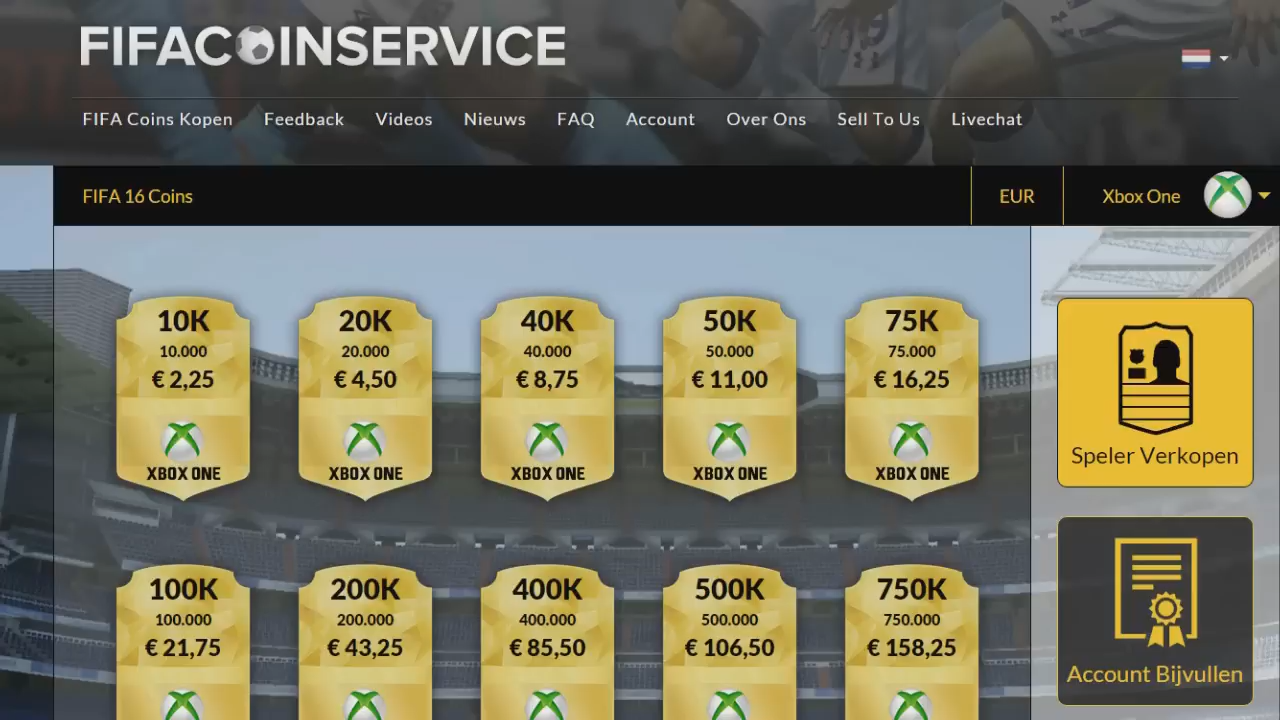 FIFACOINSERVICE
FIFA Coins Kopen Feedback Videos Nieuws FAQ Account Over Ons Sell To Us Livechat
FIFA 16 Coins EUR Xbox One
10K 20K 40K 50K 75K
10.000 20.000 40.000 50.000 75.000
€ 2,25 € 4,50 € 8,75 € 11,00 € 16,25
XBOX ONE XBOX ONE XBOX ONE XBOX ONE XBOX ONE
Speler Verkopen
100K 200K 400K 500K 750K
100.000 200.000 400.000 500.000 750.000
€ 21,75 € 43,25 € 85,50 € 106,50 € 158,25
Account Bijvullen